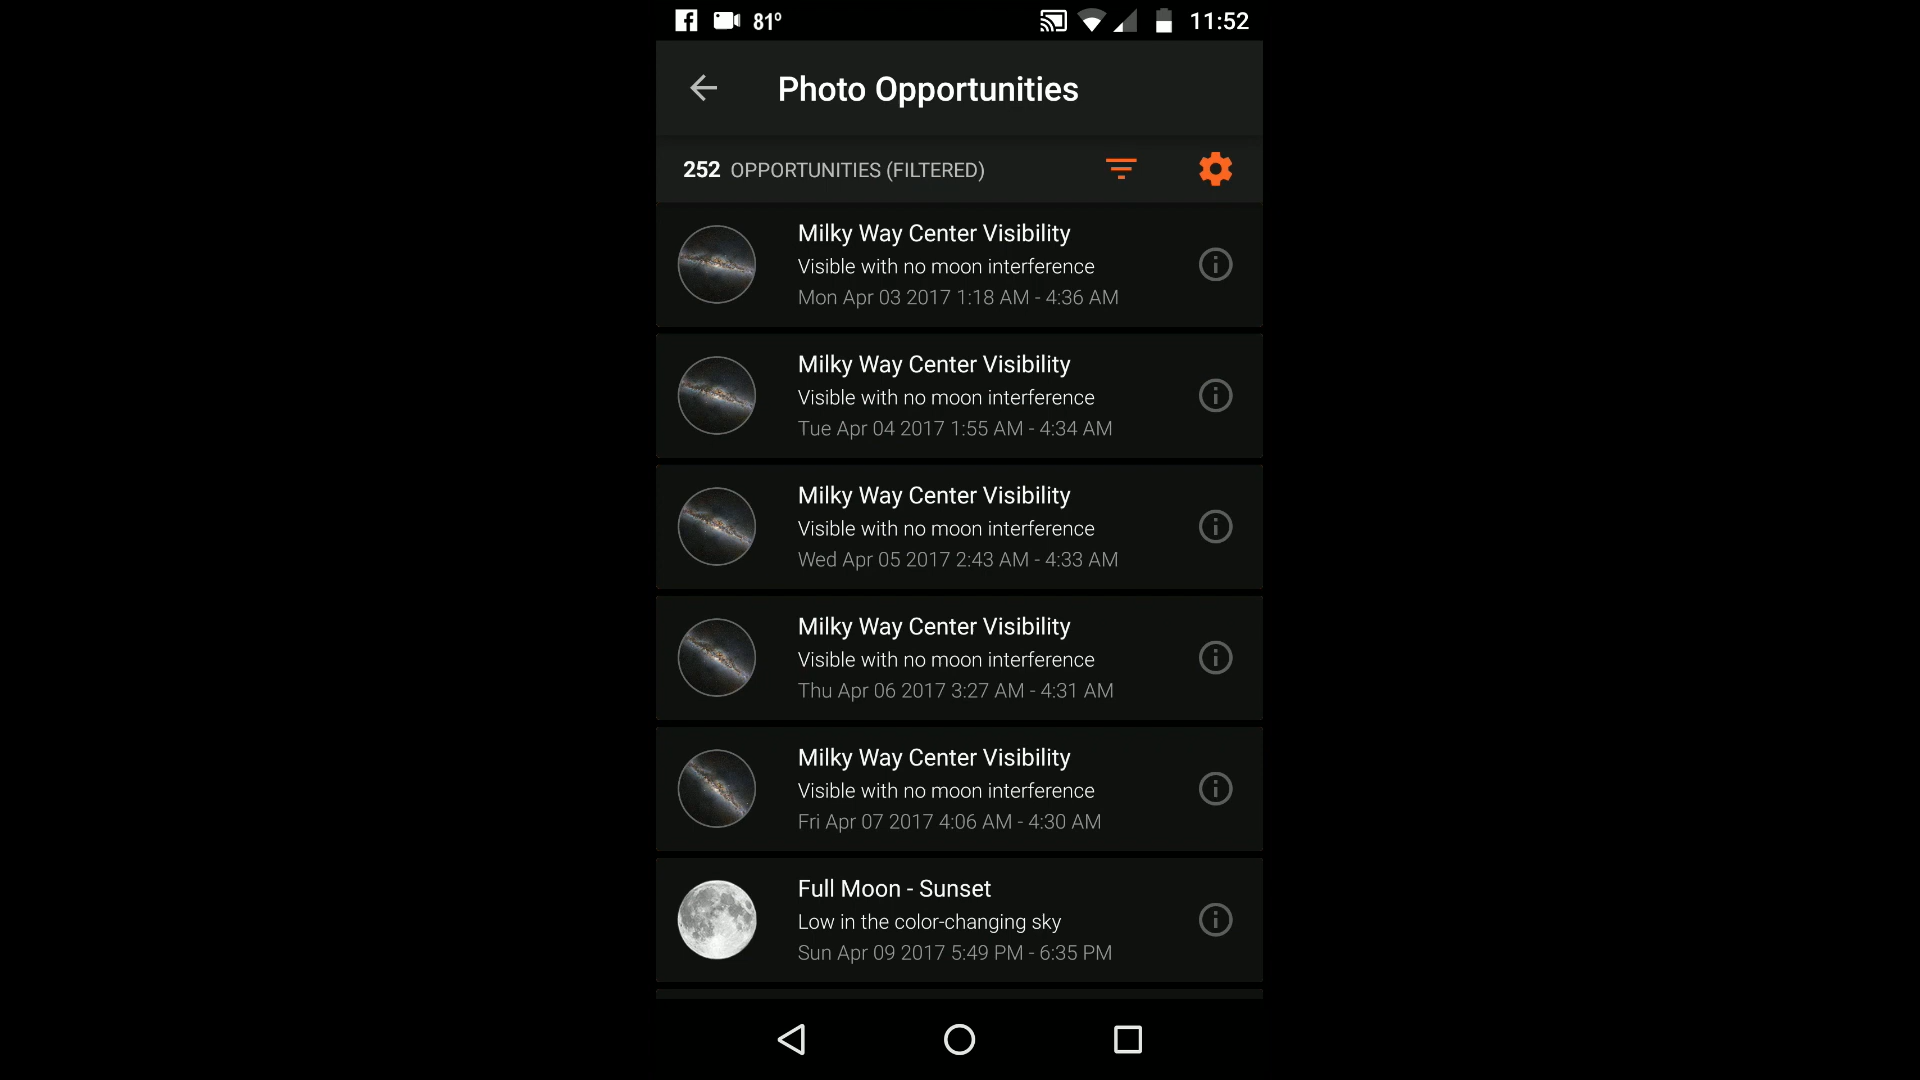 81° 11:52
Photo Opportunities
252 OPPORTUNITIES (FILTERED)
Milky Way Center Visibility
Visible with no moon interference
Mon Apr 03 2017 1:18 AM - 4:36 AM
Milky Way Center Visibility
Visible with no moon interference
Tue Apr 04 2017 1:55 AM - 4:34 AM
Milky Way Center Visibility
Visible with no moon interference
Wed Apr 05 2017 2:43 AM - 4:33 AM
Milky Way Center Visibility
Visible with no moon interference
Thu Apr 06 2017 3:27 AM - 4:31 AM
Milky Way Center Visibility
Visible with no moon interference
Fri Apr 07 2017 4:06 AM - 4:30 AM
Full Moon - Sunset
Low in the color-changing sky
Sun Apr 09 2017 5:49 PM - 6:35 PM